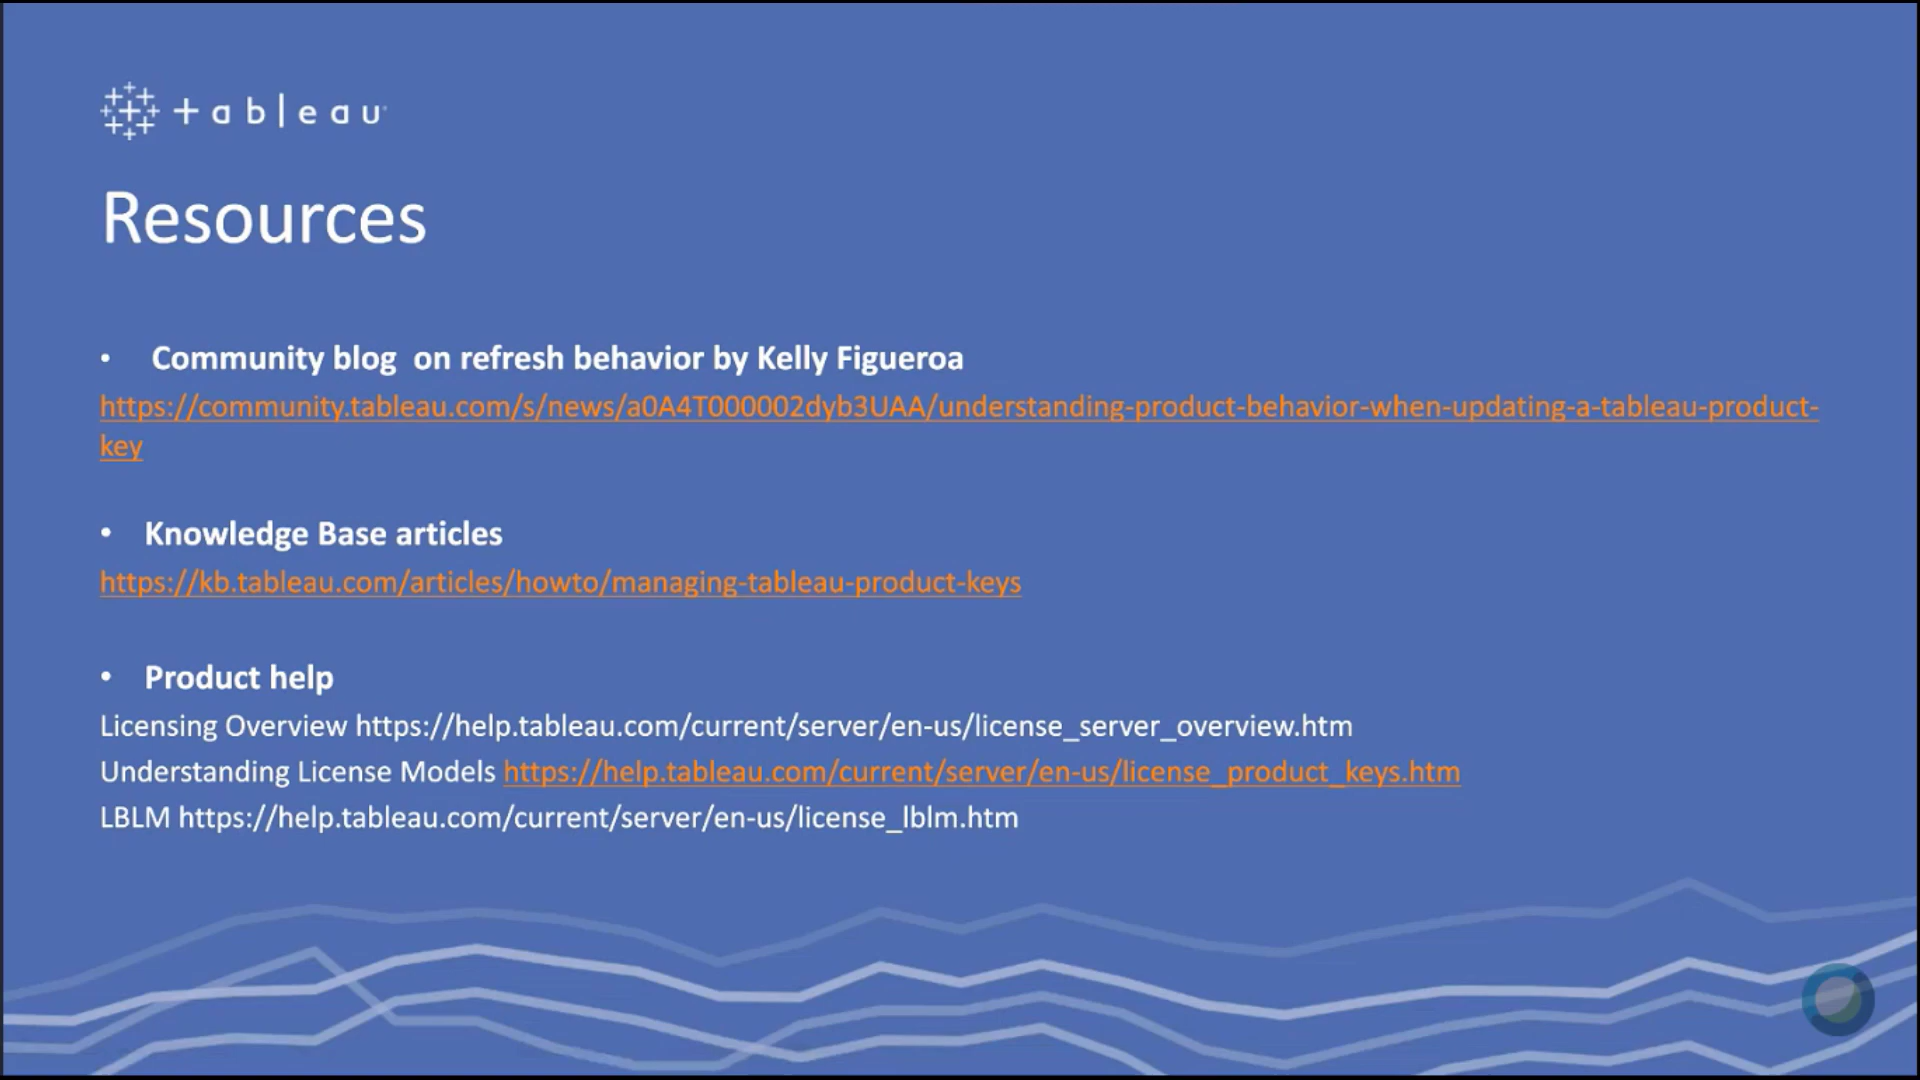 tableau
Resources
• Community blog on refresh behavior by Kelly Figueroa
https://community.tableau.com/s/news/a0A4T000002dyb3UAA/understanding-product-behavior-when-updating-a-tableau-product-
key
• Knowledge Base articles
https://kb.tableau.com/articles/howto/managing-tableau-product-keys
• Product help
Licensing Overview https://help.tableau.com/current/server/en-us/license_server_overview.htm
Understanding License Models https://help.tableau.com/current/server/en-us/license_product_keys.htm
LBLM https://help.tableau.com/current/server/en-us/license_lblm.htm